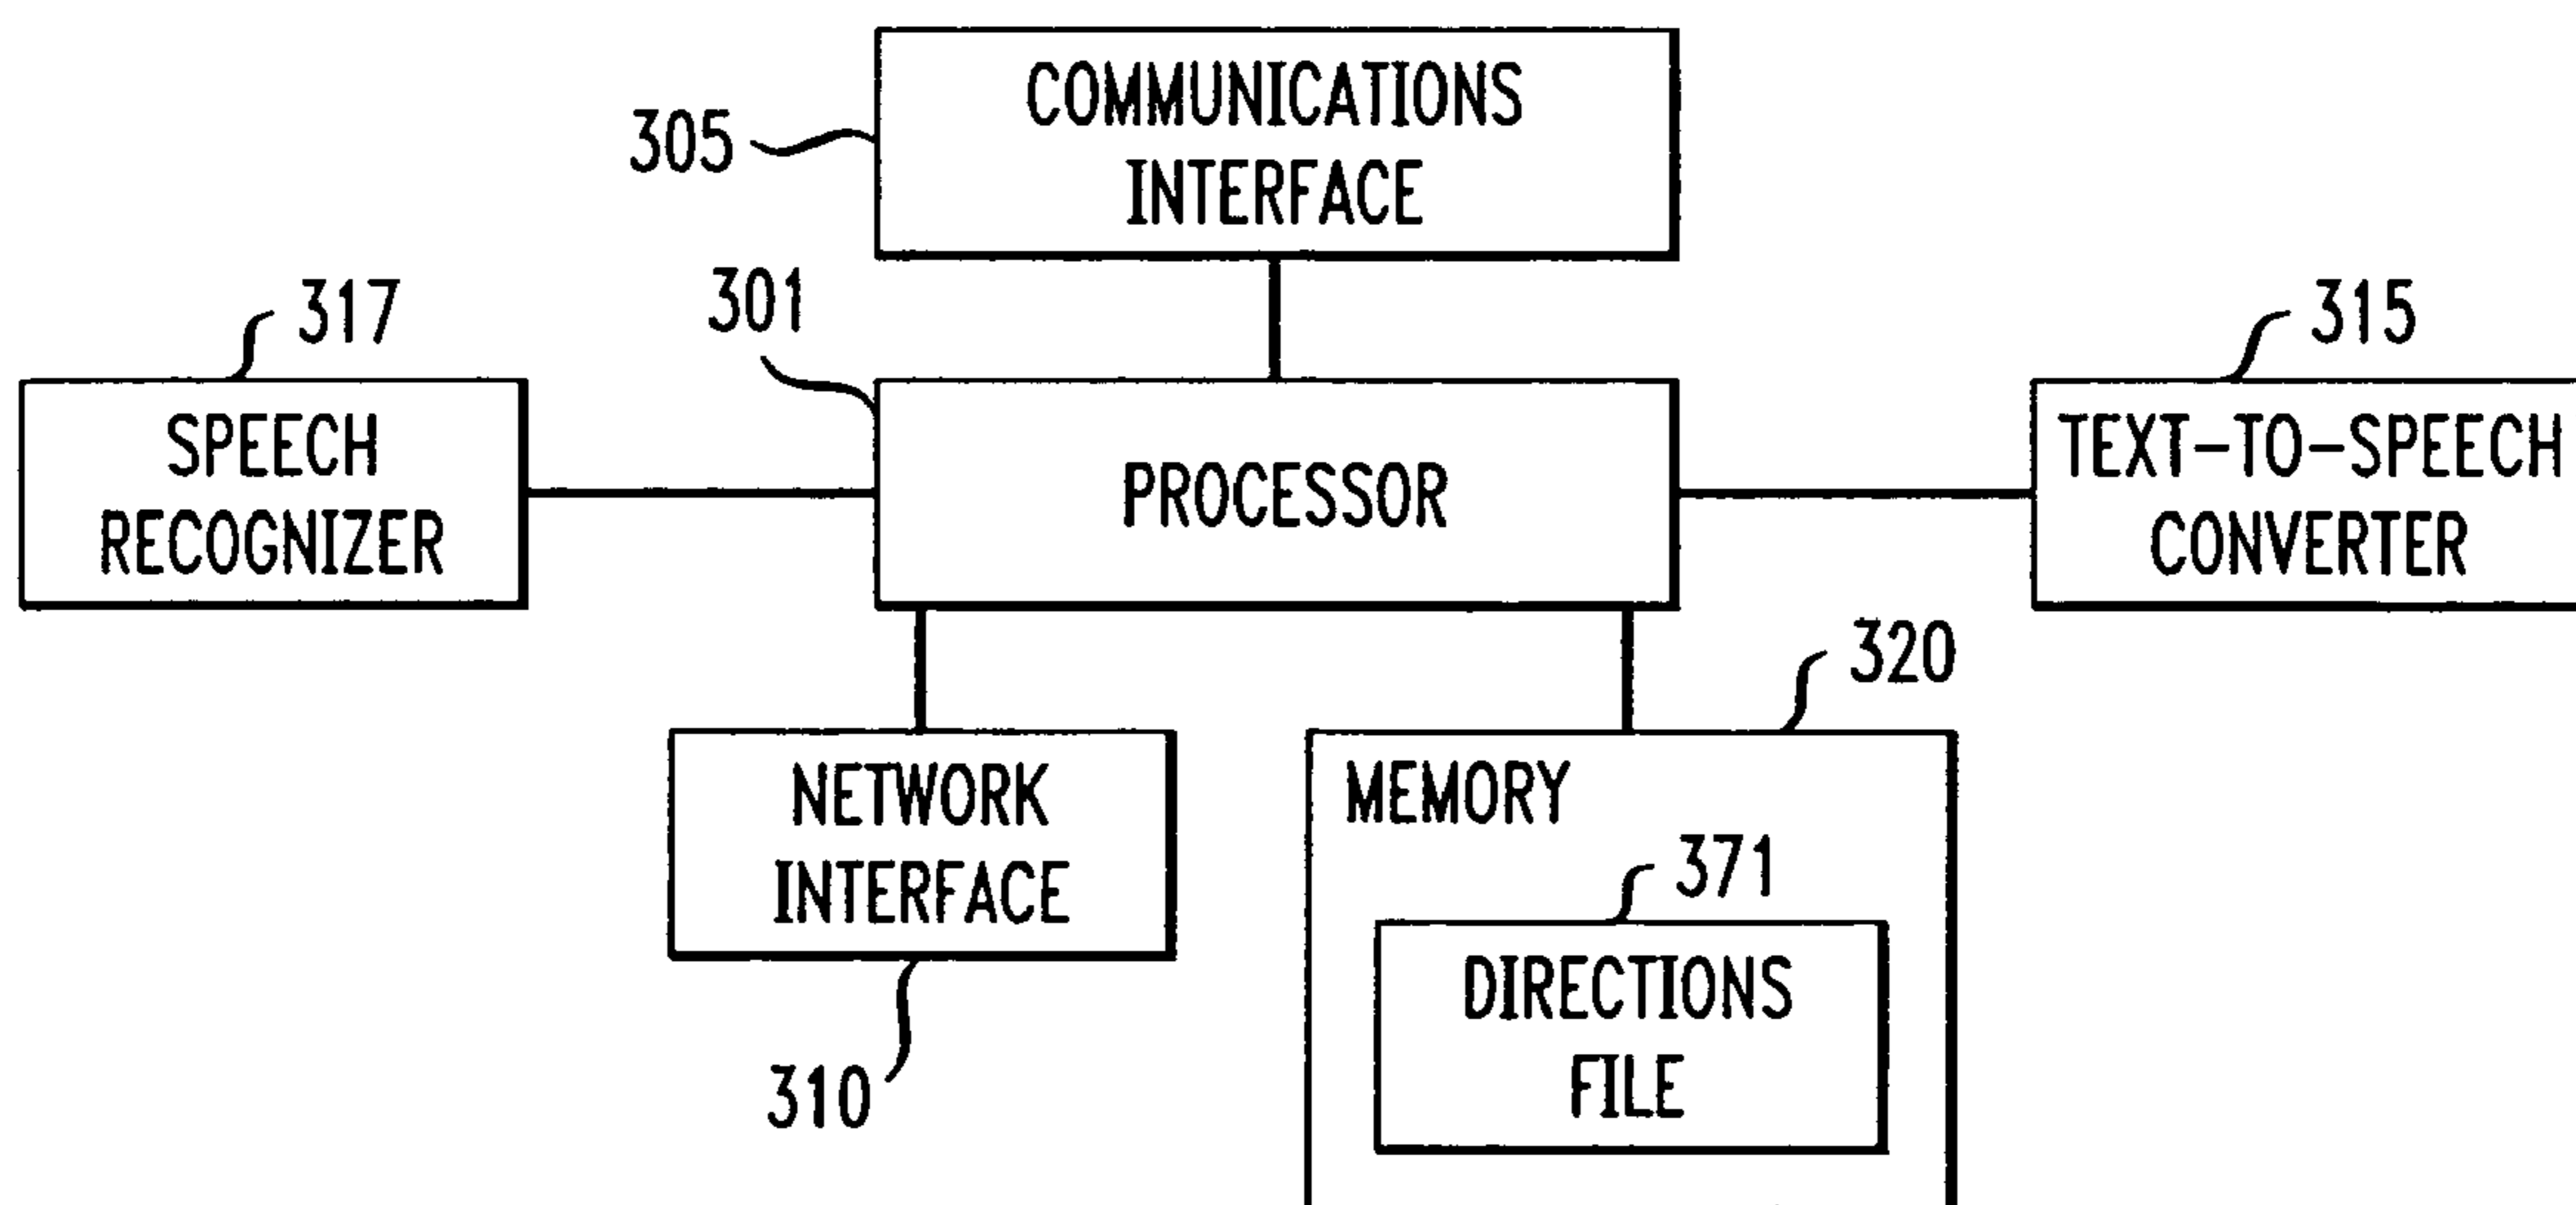 COMMUNICATIONS
INTERFACE
305
317
301
315
SPEECH
RECOGNIZER
PROCESSOR
TEXT-TO-SPEECH
CONVERTER
320
NETWORK
INTERFACE
310
MEMORY
371
DIRECTIONS
FILE